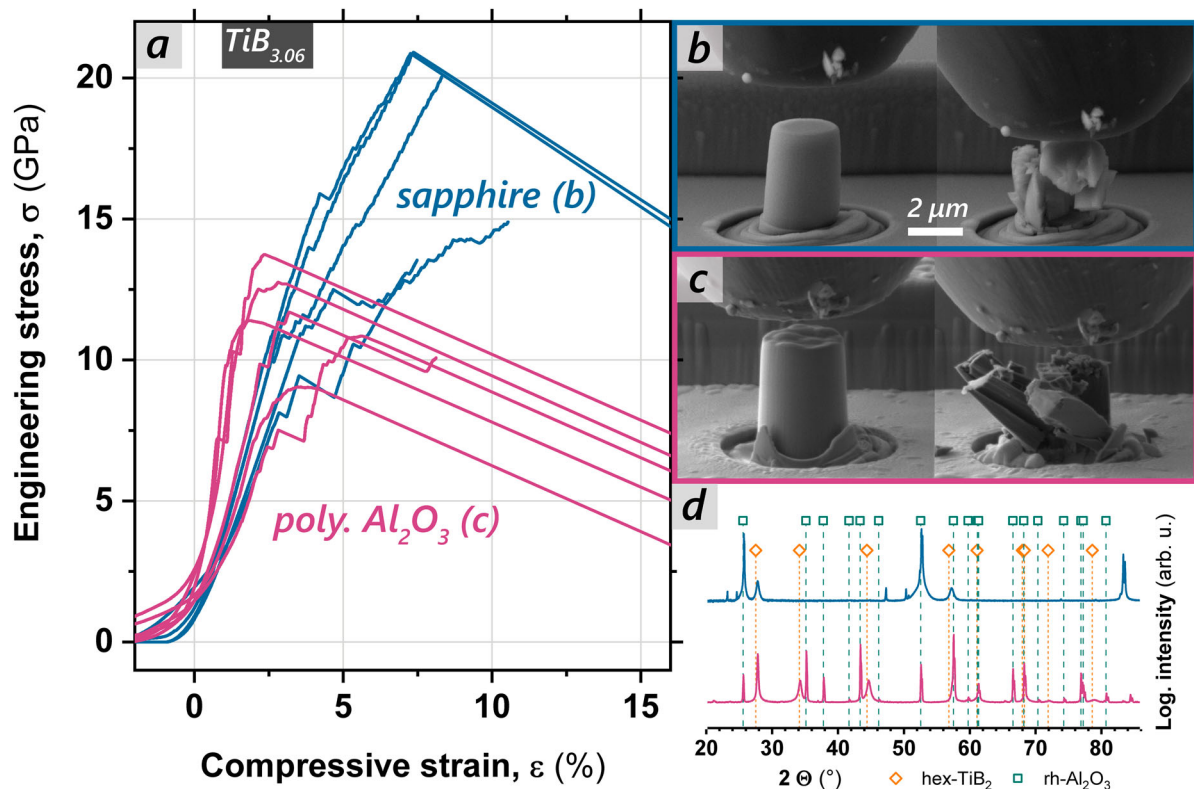 a
TiB3.06
20
15
10
5
0
0
5
10
15
Engineering stress, σ (GPa)
Compressive strain, ε (%)
sapphire (b)
poly. Al2O3 (c)
b
2 μm
c
d
20
30
40
50
60
70
80
2 Θ (°)
hex-TiB2
rh-Al2O3
Log. intensity (arb. u.)